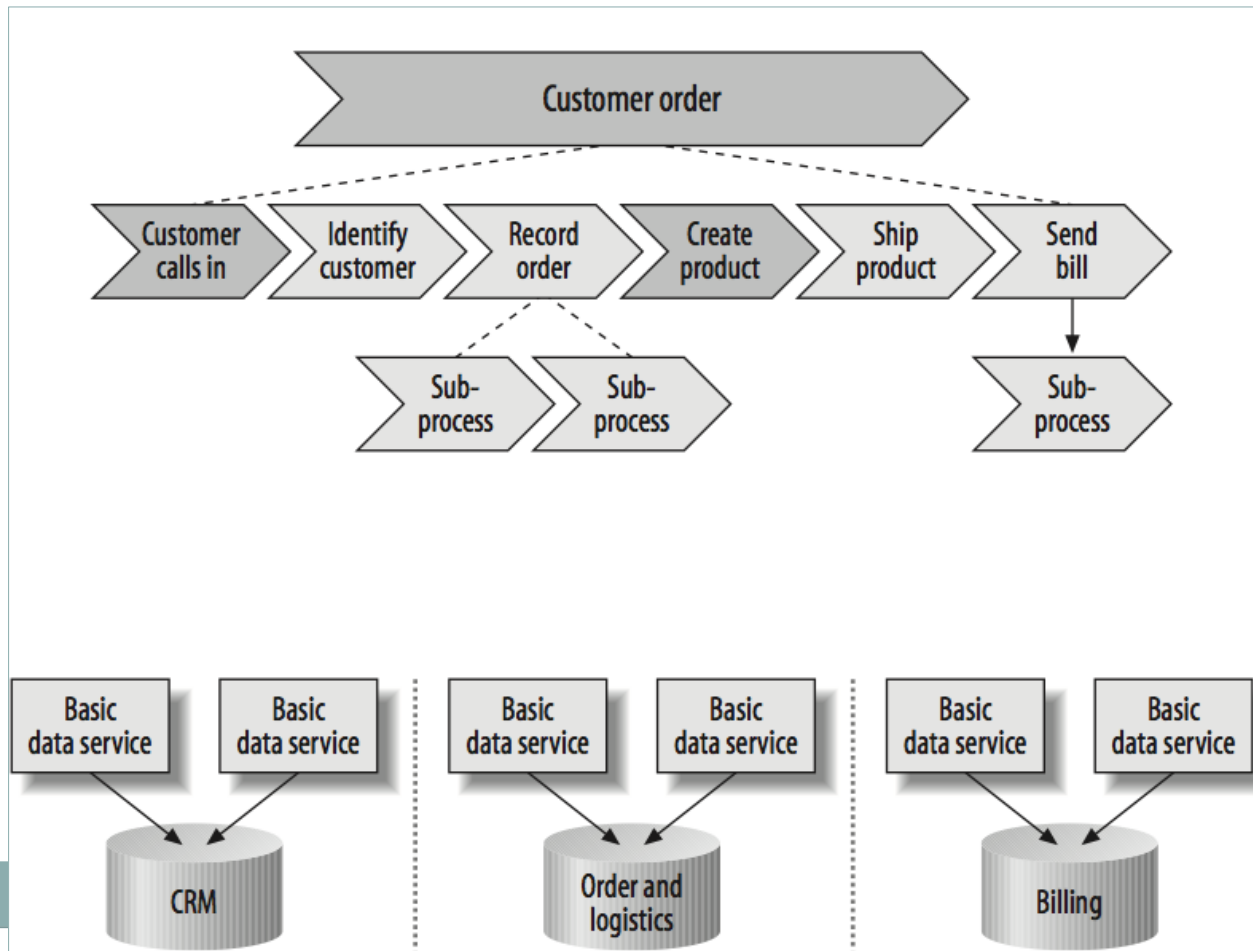 Customer order
Customer
calls in
Identify
customer
Record
order
Create
product
Ship
product
Send
bill
Sub-
process
Sub-
process
Sub-
process
Basic
data service
Basic
data service
Basic
data service
Basic
data service
Basic
data service
Basic
data service
CRM
Order and
logistics
Billing